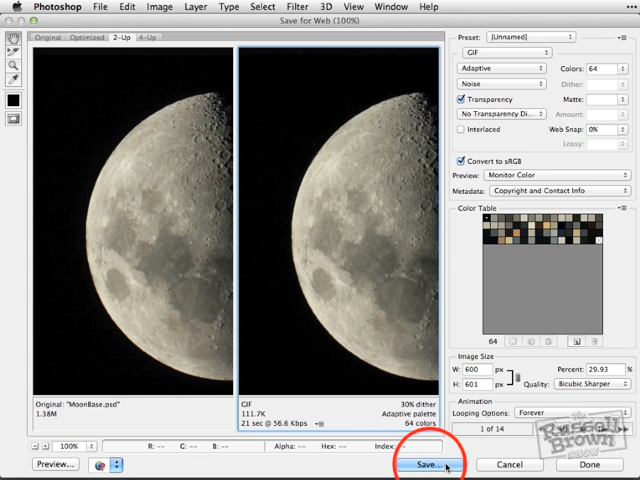 Photoshop File Edit Image Layer Type Select Filter 3D View Window Help
Save for Web (100%)
Original Optimized 2-Up 4-Up
Preset: [Unnamed]
GIF
Adaptive Colors: 64
Noise Dither:
Transparency Matte:
No Transparency Di... Amount:
Interlaced Web Snap: 0%
Lossy:
Convert to sRGB
Preview: Monitor Color
Metadata: Copyright and Contact Info
Color Table
64
Image Size
W: 600 px Percent: 29.93 %
H: 601 px Quality: Bicubic Sharper
Animation
Looping Options: Forever
1 of 14
Original: "MoonBase.psd"
1.38M
GIF 30% dither
111.7K Adaptive palette
21 sec @ 56.6 Kbps 64 colors
100% R: -- G: -- B: -- Alpha: -- Hex: -- Index: --
Preview... Save... Cancel Done
The
Russell
Brown
Show